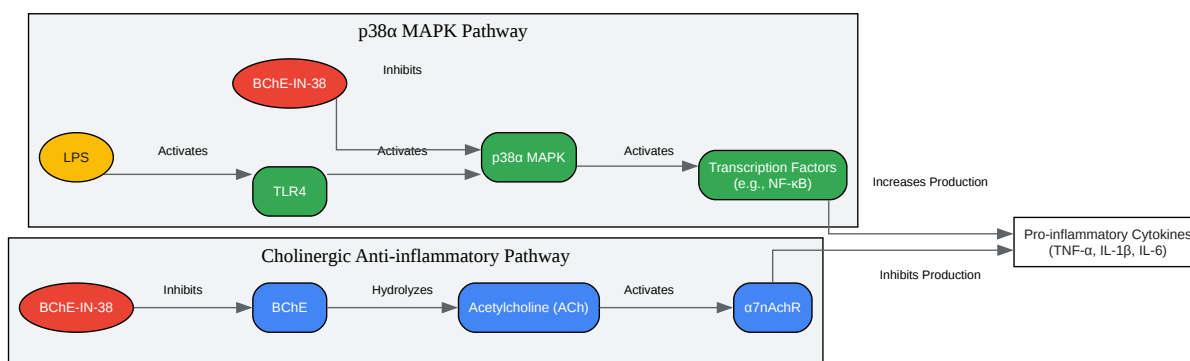 p38α MAPK Pathway
BChE-IN-38
Inhibits
LPS
Activates
TLR4
Activates
p38α MAPK
Activates
Transcription Factors
(e.g., NF-κB)
Increases Production
Pro-inflammatory Cytokines
(TNF-α, IL-1β, IL-6)
Inhibits Production
Cholinergic Anti-inflammatory Pathway
BChE-IN-38
Inhibits
BChE
Hydrolyzes
Acetylcholine (ACh)
Activates
α7nAchR